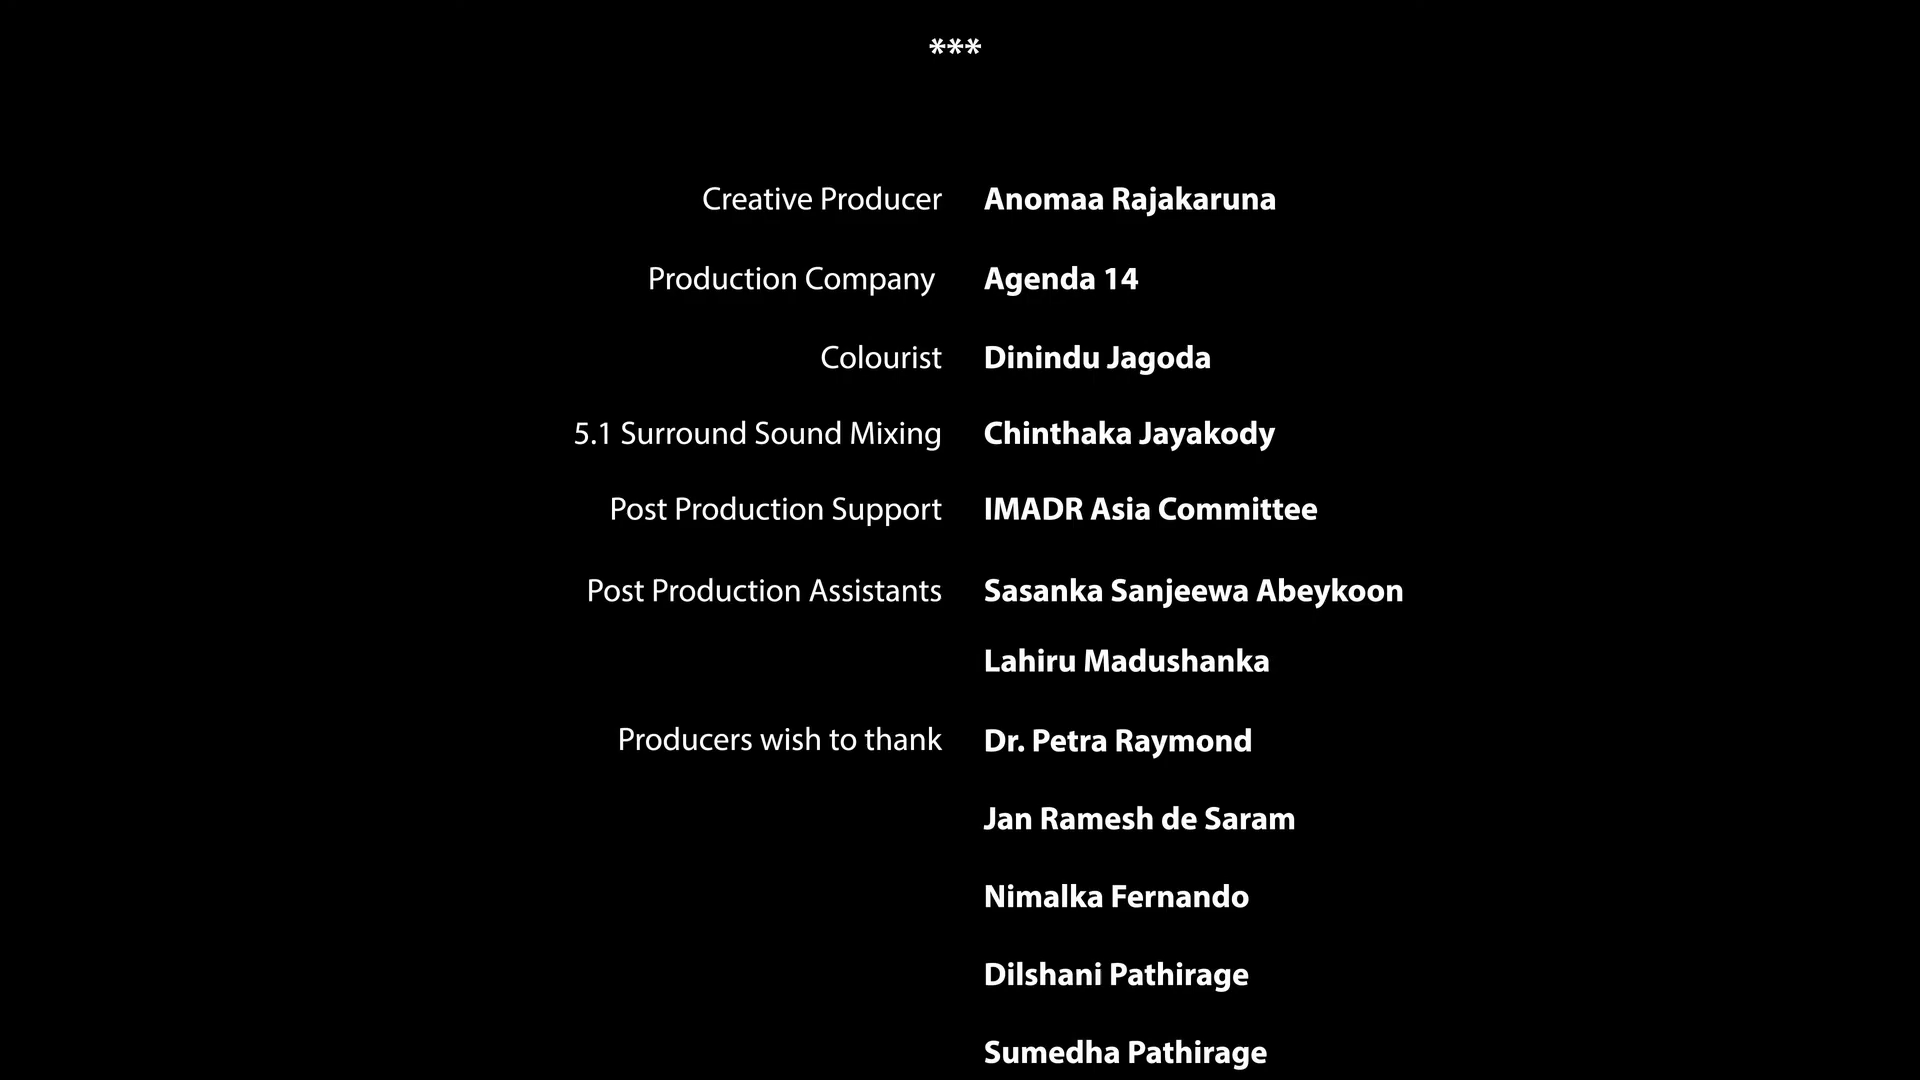 ***
Creative Producer Anomaa Rajakaruna
Production Company Agenda 14
Colourist Dinindu Jagoda
5.1 Surround Sound Mixing Chinthaka Jayakody
Post Production Support IMADR Asia Committee
Post Production Assistants Sasanka Sanjeewa Abeykoon
Lahiru Madushanka
Producers wish to thank Dr. Petra Raymond
Jan Ramesh de Saram
Nimalka Fernando
Dilshani Pathirage
Sumedha Pathirage